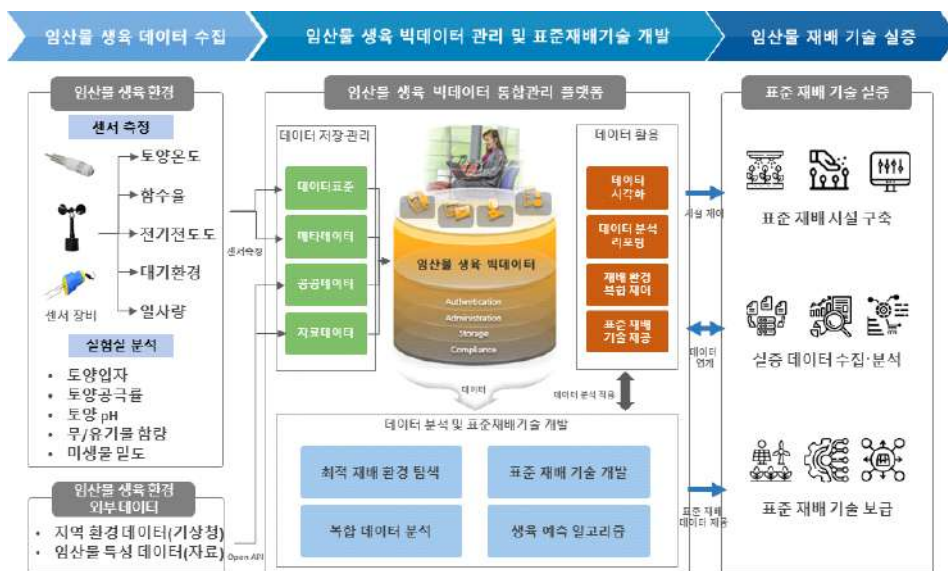 임산물 생육 데이터 수집
임산물 생육 빅데이터 관리 및 표준재배기술 개발
임산물 재배 기술 실증
임산물 생육 환경
센서 측정
토양온도
함수율
전기전도도
대기환경
일사량
센서 장비
실험실 분석
• 토양입자
• 토양공극률
• 토양 pH
• 무/유기물 함량
• 미생물 밀도
임산물 생육 환경
외부 데이터
• 지역 환경 데이터(기상청)
• 임산물 특성 데이터(자료)
센서측정
Open API
임산물 생육 빅데이터 통합관리 플랫폼
데이터 저장·관리
데이터표준
메타데이터
공공데이터
자료데이터
임산물 생육 빅데이터
Authentication
Administration
Storage
Compliance
데이터
데이터 활용
데이터
시각화
데이터 분석
리포팅
재배 환경
복합 제어
표준 재배
기술 제공
데이터 분석 적용
데이터 분석 및 표준재배기술 개발
최적 재배 환경 탐색
표준 재배 기술 개발
복합 데이터 분석
생육 예측 알고리즘
시설 제어
데이터
연계
표준 재배
데이터 제공
표준 재배 기술 실증
표준 재배 시설 구축
실증 데이터 수집·분석
표준 재배 기술 보급